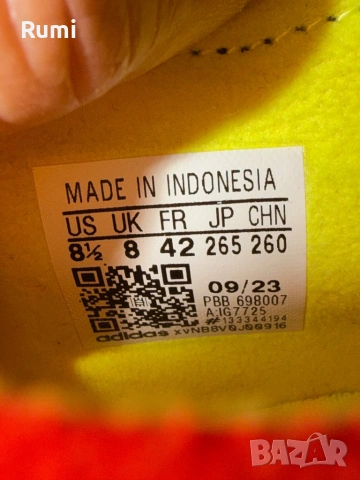 Rumi
MADE IN INDONESIA
US UK FR JP CHN
8½ 8 42 265 260
09/23
PBB 698007
A:IG7725
#133344194
adidas xvNB8V0J00916
BAZAR